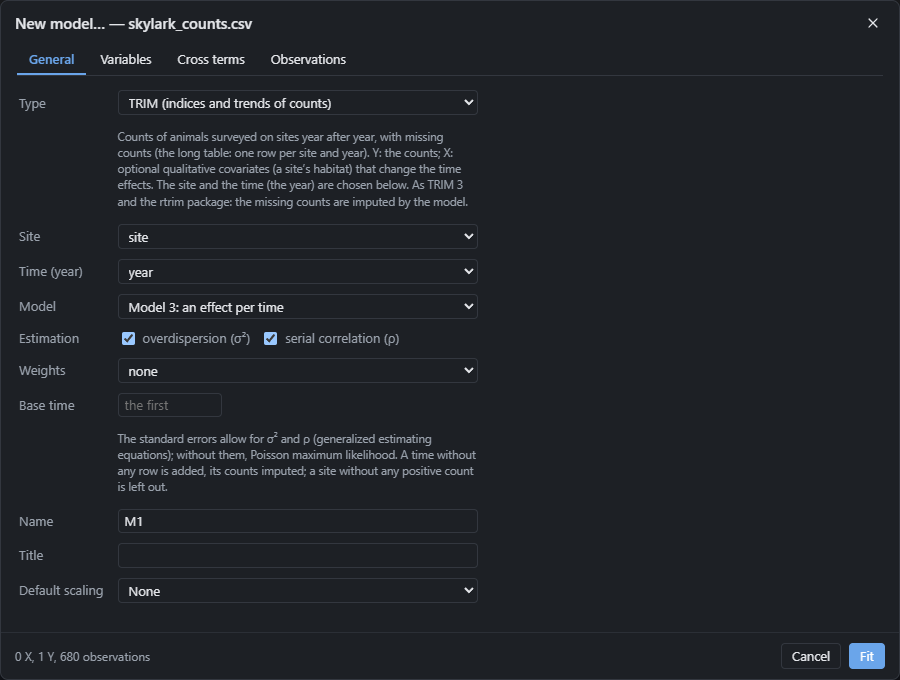 New model... — skylark_counts.csv
General Variables Cross terms Observations
Type TRIM (indices and trends of counts)
Counts of animals surveyed on sites year after year, with missing
counts (the long table: one row per site and year). Y: the counts; X:
optional qualitative covariates (a site's habitat) that change the time
effects. The site and the time (the year) are chosen below. As TRIM 3
and the rtrim package: the missing counts are imputed by the model.
Site site
Time (year) year
Model Model 3: an effect per time
Estimation overdispersion (σ²) serial correlation (ρ)
Weights none
Base time the first
The standard errors allow for σ² and ρ (generalized estimating
equations); without them, Poisson maximum likelihood. A time without
any row is added, its counts imputed; a site without any positive count
is left out.
Name M1
Title
Default scaling None
0 X, 1 Y, 680 observations Cancel Fit